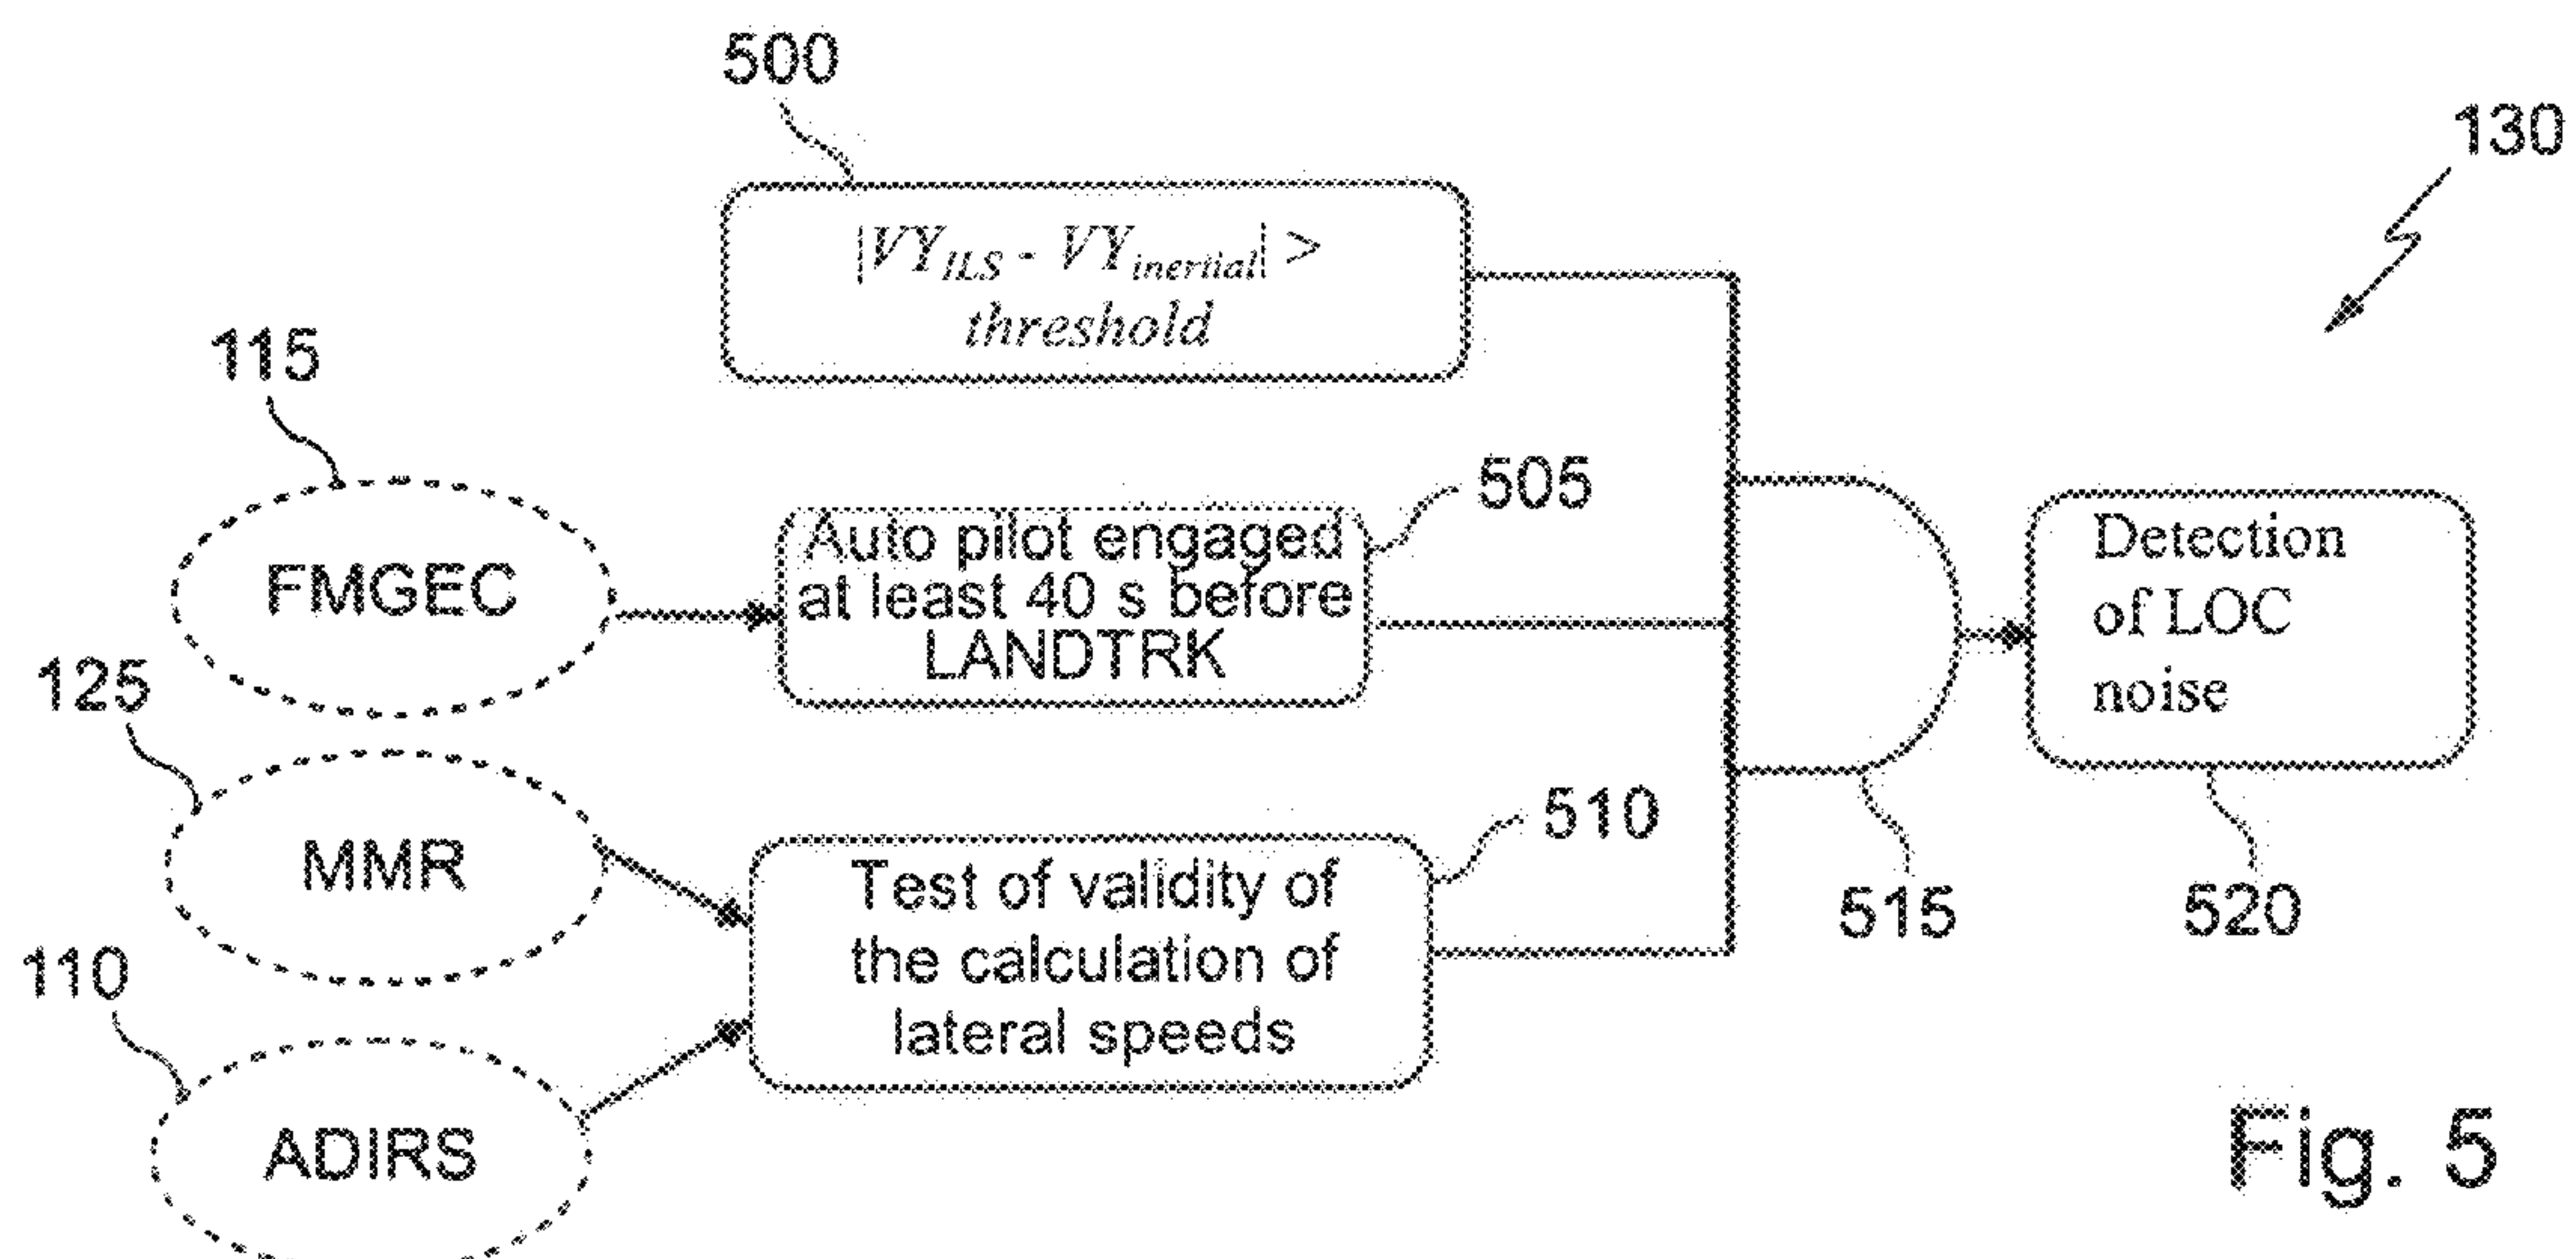 500
130
|VY_ILS - VY_inertial| >
threshold
115
505
FMGEC
Auto pilot engaged
at least 40 s before
LANDTRK
Detection
of LOC
noise
125
MMR
510
Test of validity of
the calculation of
lateral speeds
515
520
110
ADIRS
Fig. 5